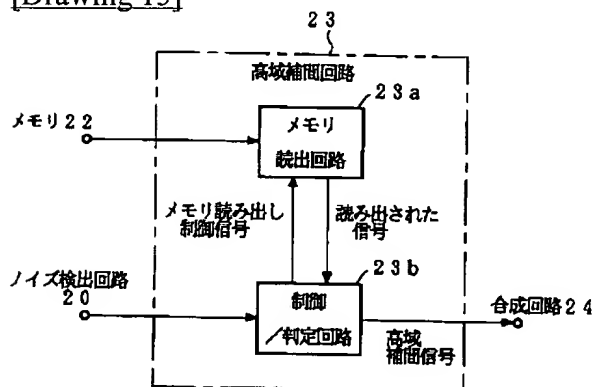 [Drawing 15]
23
高域補間回路
23a
メモリ22
メモリ
読出回路
メモリ読み出し
制御信号
読み出された
信号
23b
ノイズ検出回路
20
制御
/判定回路
合成回路24
高域
補間信号